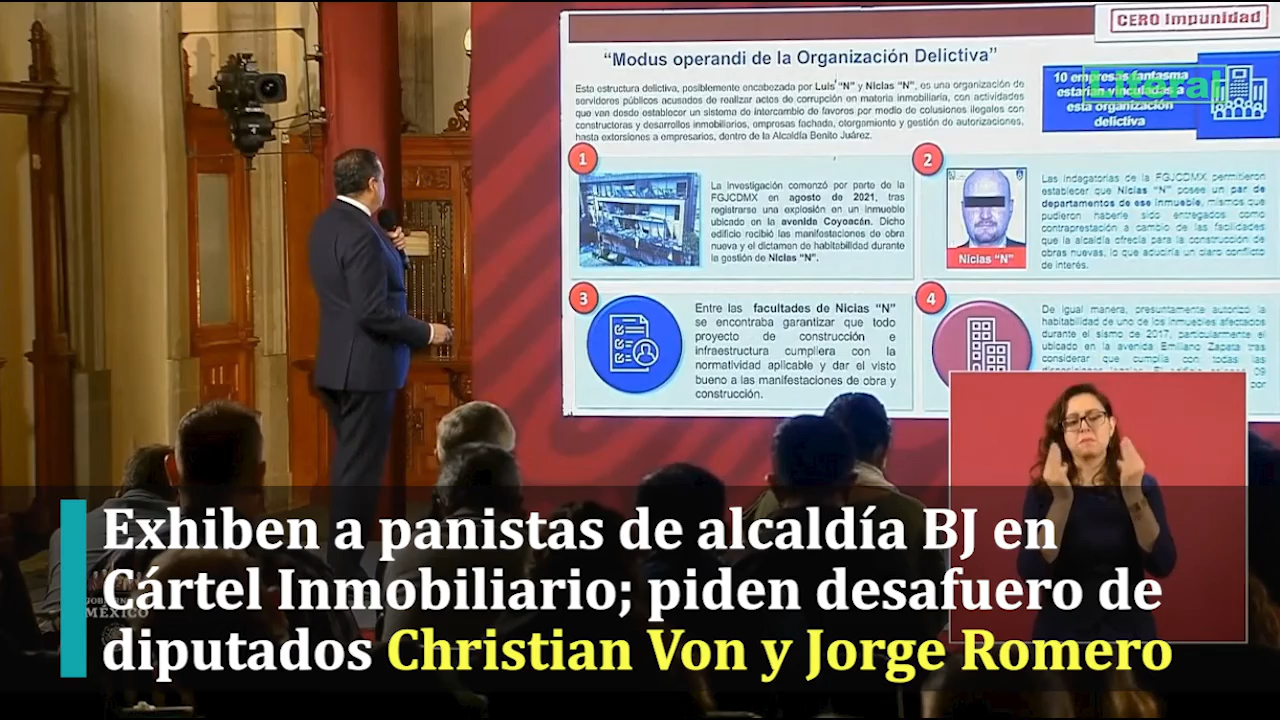 CERO Impunidad
“Modus operandi de la Organización Delictiva”
Literal
10 empresas fantasma
estarían vinculadas a
esta organización
delictiva
Esta estructura delictiva, posiblemente encabezada por Luis “N” y Nicias “N”, es una organización de
servidores públicos acusados de realizar actos de corrupción en materia inmobiliaria, con actividades
que van desde establecer un sistema de intercambio de favores por medio de colusiones ilegales con
constructoras y desarrollos inmobiliarios, empresas fachada, otorgamiento y gestión de autorizaciones,
hasta extorsiones a empresarios, dentro de la Alcaldía Benito Juárez.
1
La investigación comenzó por parte de la
FGJCDMX en agosto de 2021, tras
registrarse una explosión en un inmueble
ubicado en la avenida Coyoacán. Dicho
edificio recibió las manifestaciones de obra
nueva y el dictamen de habitabilidad durante
la gestión de Nicias “N”.
2
Nicias “N”
Las indagatorias de la FGJCDMX permitieron
establecer que Nicias “N” posee un par de
departamentos de ese inmueble, mismos que
pudieron haberle sido entregados como
contraprestación a cambio de las facilidades
que la alcaldía ofrecía para la construcción de
obras nuevas, lo que aduciría un claro conflicto
de interés.
3
Entre las facultades de Nicias “N”
se encontraba garantizar que todo
proyecto de construcción e
infraestructura cumpliera con la
normatividad aplicable y dar el visto
bueno a las manifestaciones de obra y
construcción.
4
De igual manera, presuntamente autorizó la
habitabilidad de uno de los inmuebles afectados
durante el sismo de 2017, particularmente el
ubicado en la avenida Emiliano Zapata tras
considerar que cumplía con todas las
por
Exhiben a panistas de alcaldía BJ en
Cártel Inmobiliario; piden desafuero de
diputados Christian Von y Jorge Romero
MÉXICO